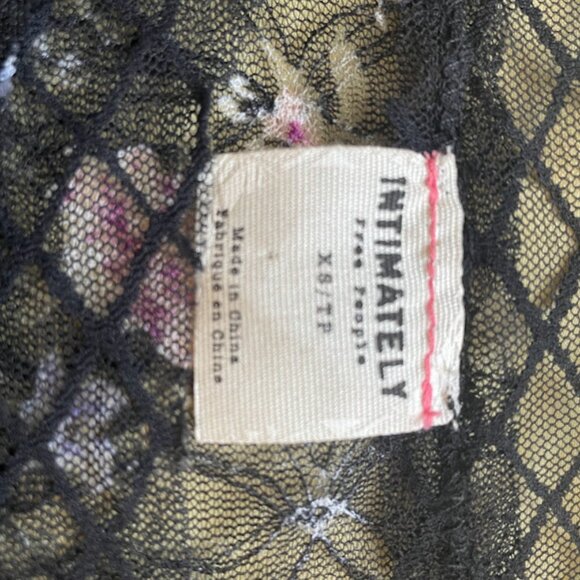 INTIMATELY
Free People
XS/TP
Made in China
Fabriqué en Chine